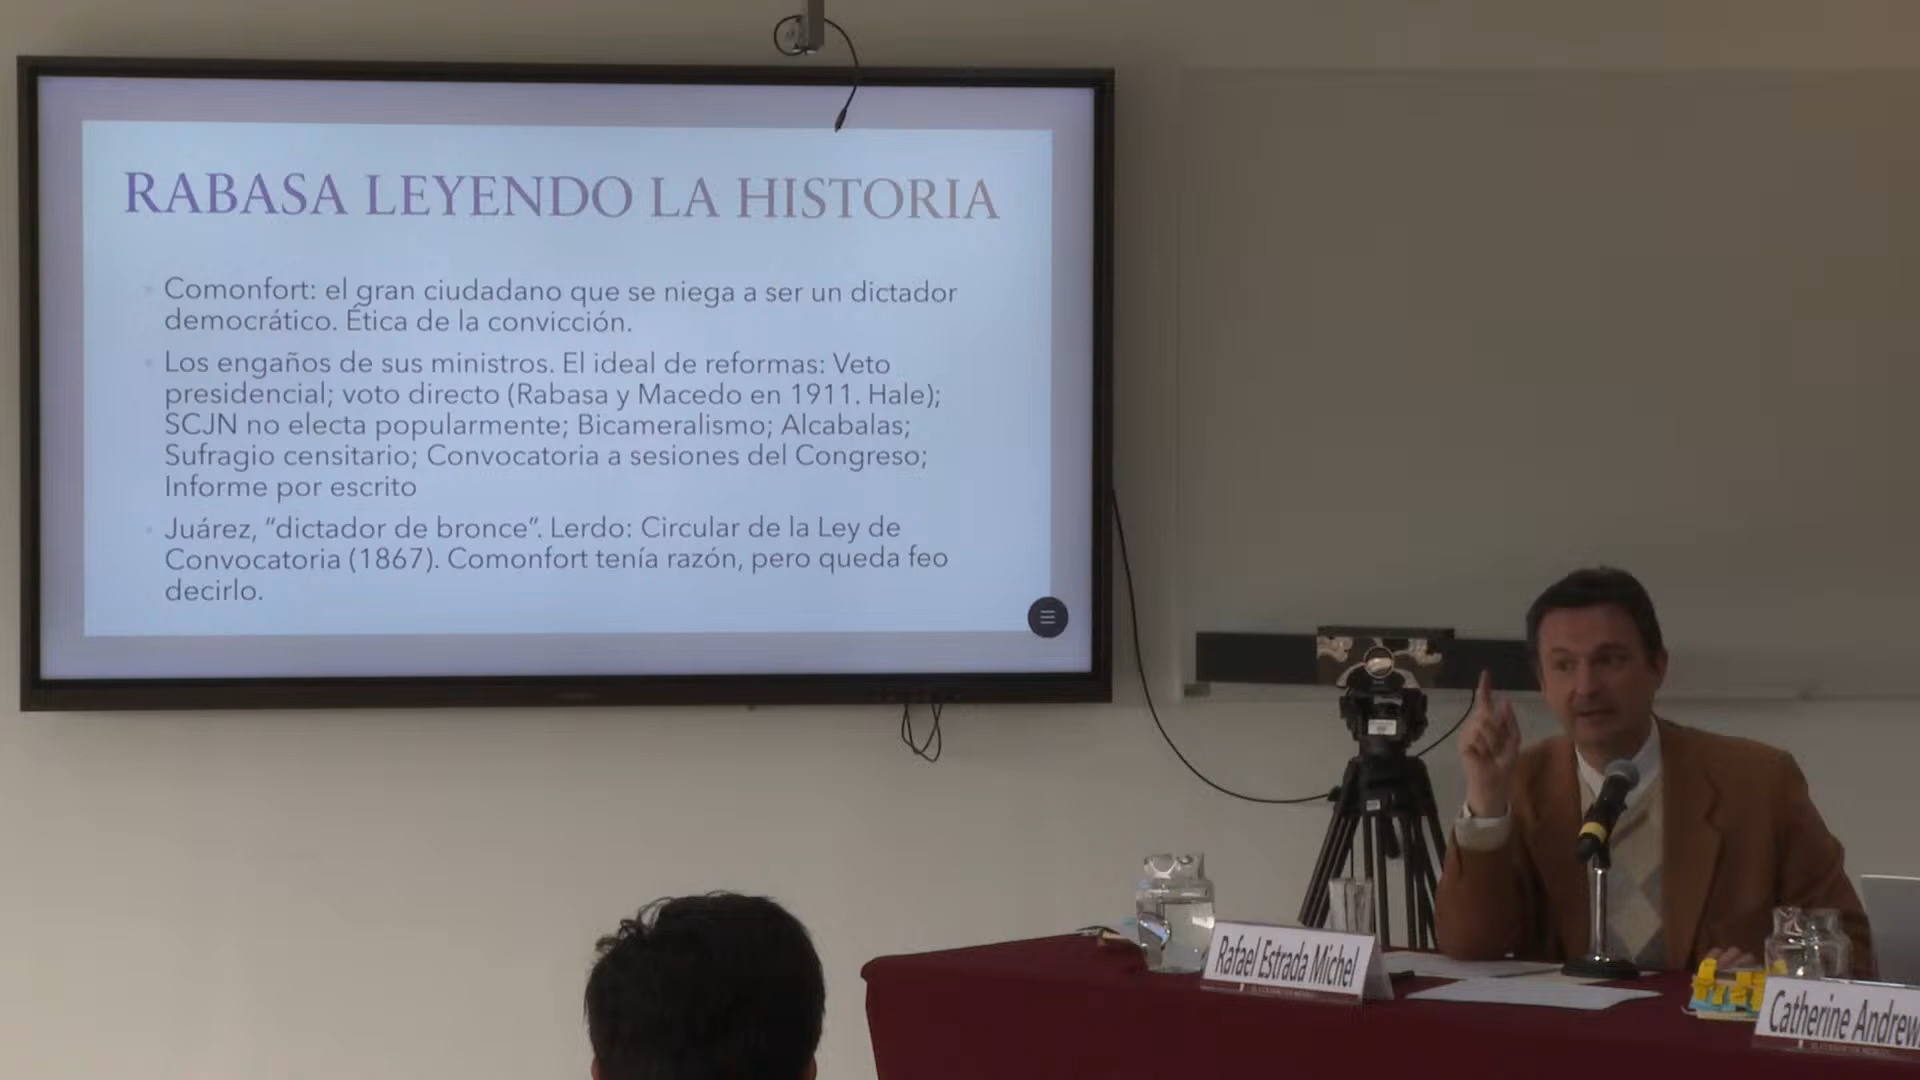 RABASA LEYENDO LA HISTORIA
Comonfort: el gran ciudadano que se niega a ser un dictador
democrático. Ética de la convicción.
Los engaños de sus ministros. El ideal de reformas: Veto
presidencial; voto directo (Rabasa y Macedo en 1911. Hale);
SCJN no electa popularmente; Bicameralismo; Alcabalas;
Sufragio censitario; Convocatoria a sesiones del Congreso;
Informe por escrito
Juárez, “dictador de bronce”. Lerdo: Circular de la Ley de
Convocatoria (1867). Comonfort tenía razón, pero queda feo
decirlo.
Rafael Estrada Michel
Catherine Andrew